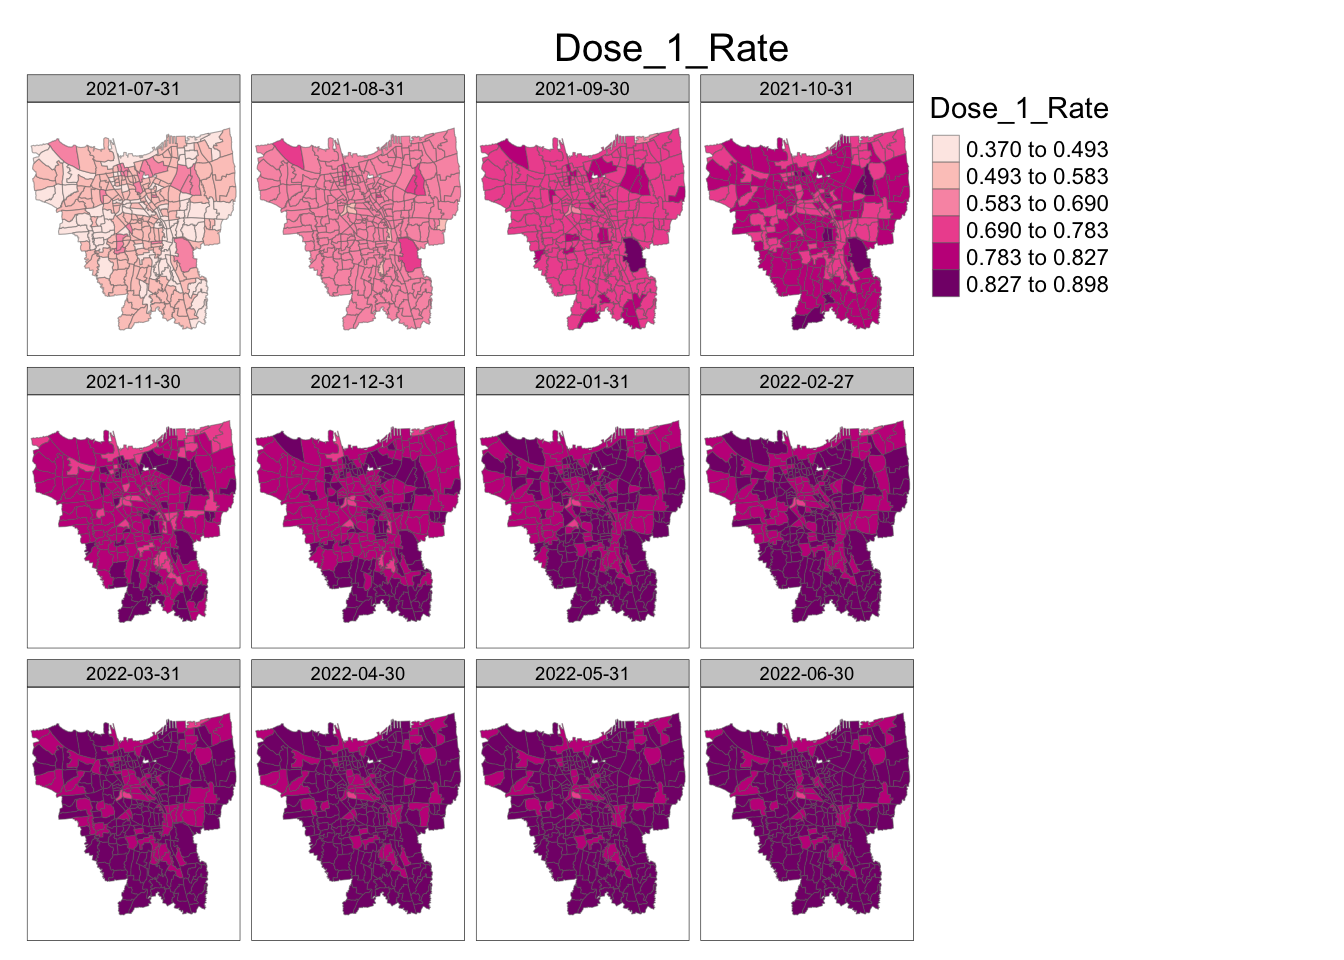 Dose_1_Rate
2021-07-31
2021-08-31
2021-09-30
2021-10-31
Dose_1_Rate
0.370 to 0.493
0.493 to 0.583
0.583 to 0.690
0.690 to 0.783
0.783 to 0.827
0.827 to 0.898
2021-11-30
2021-12-31
2022-01-31
2022-02-27
2022-03-31
2022-04-30
2022-05-31
2022-06-30